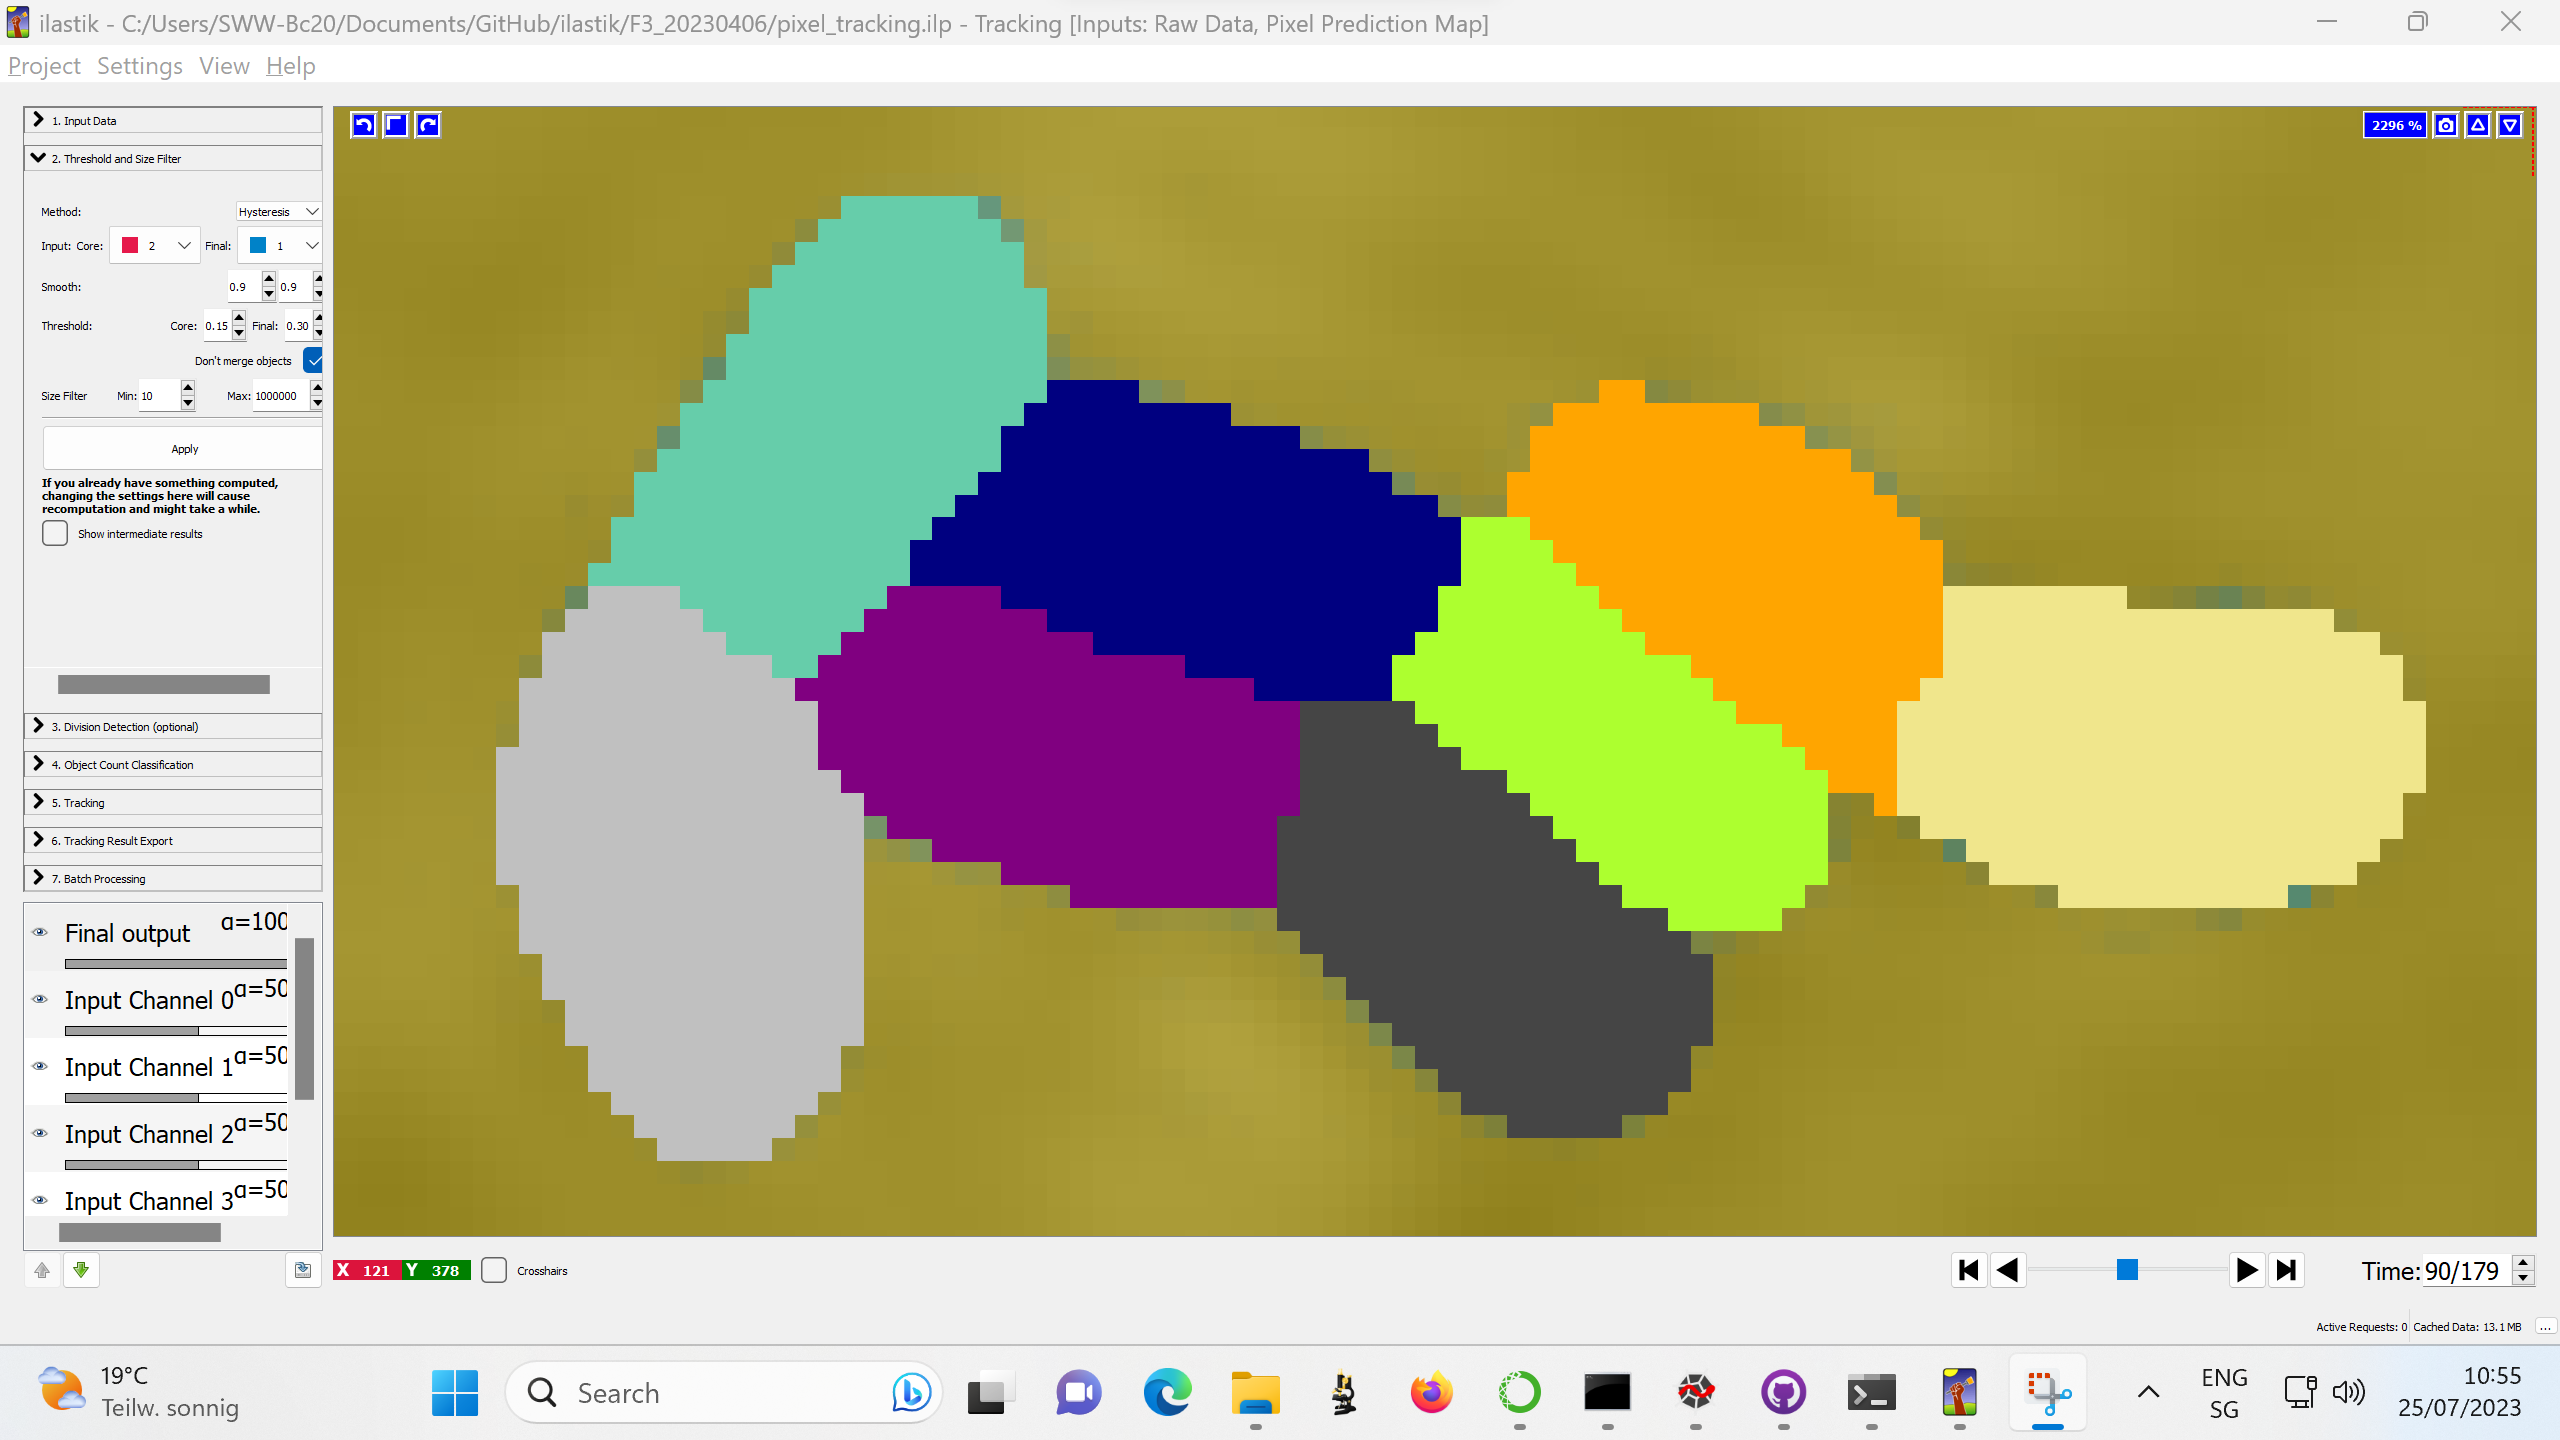 ilastik - C:/Users/SWW-Bc20/Documents/GitHub/ilastik/F3_20230406/pixel_tracking.ilp - Tracking [Inputs: Raw Data, Pixel Prediction Map]
Project Settings View Help
1. Input Data
2. Threshold and Size Filter
Method: Hysteresis
Input: Core: 2 Final: 1
Smooth: 0.9 0.9
Threshold: Core: 0.15 Final: 0.30
Don't merge objects
Size Filter Min: 10 Max: 1000000
Apply
If you already have something computed,
changing the settings here will cause
recomputation and might take a while.
Show intermediate results
3. Division Detection (optional)
4. Object Count Classification
5. Tracking
6. Tracking Result Export
7. Batch Processing
Final output α=100
Input Channel 0 α=50
Input Channel 1 α=50
Input Channel 2 α=50
Input Channel 3 α=50
2296 %
X 121 Y 378 Crosshairs
Time: 90/179
Active Requests: 0 Cached Data: 13.1 MB ...
19°C
Teilw. sonnig
Search
ENG
SG
10:55
25/07/2023